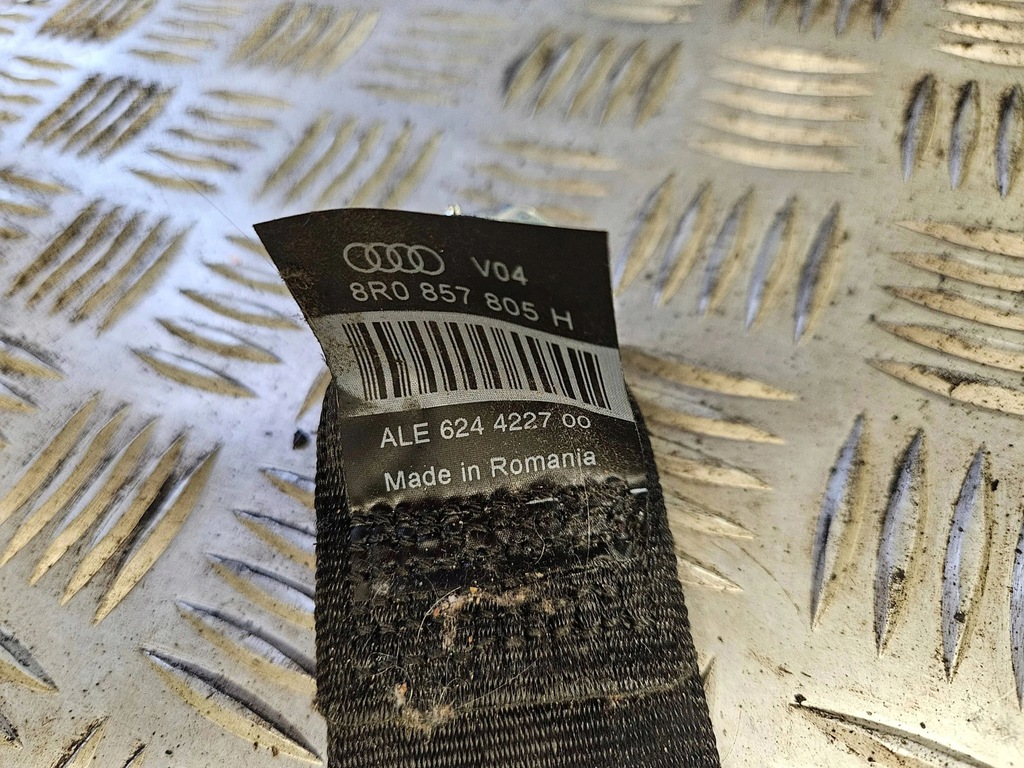 V04
8R0 857 805 H
ALE 624 4227 00
Made in Romania